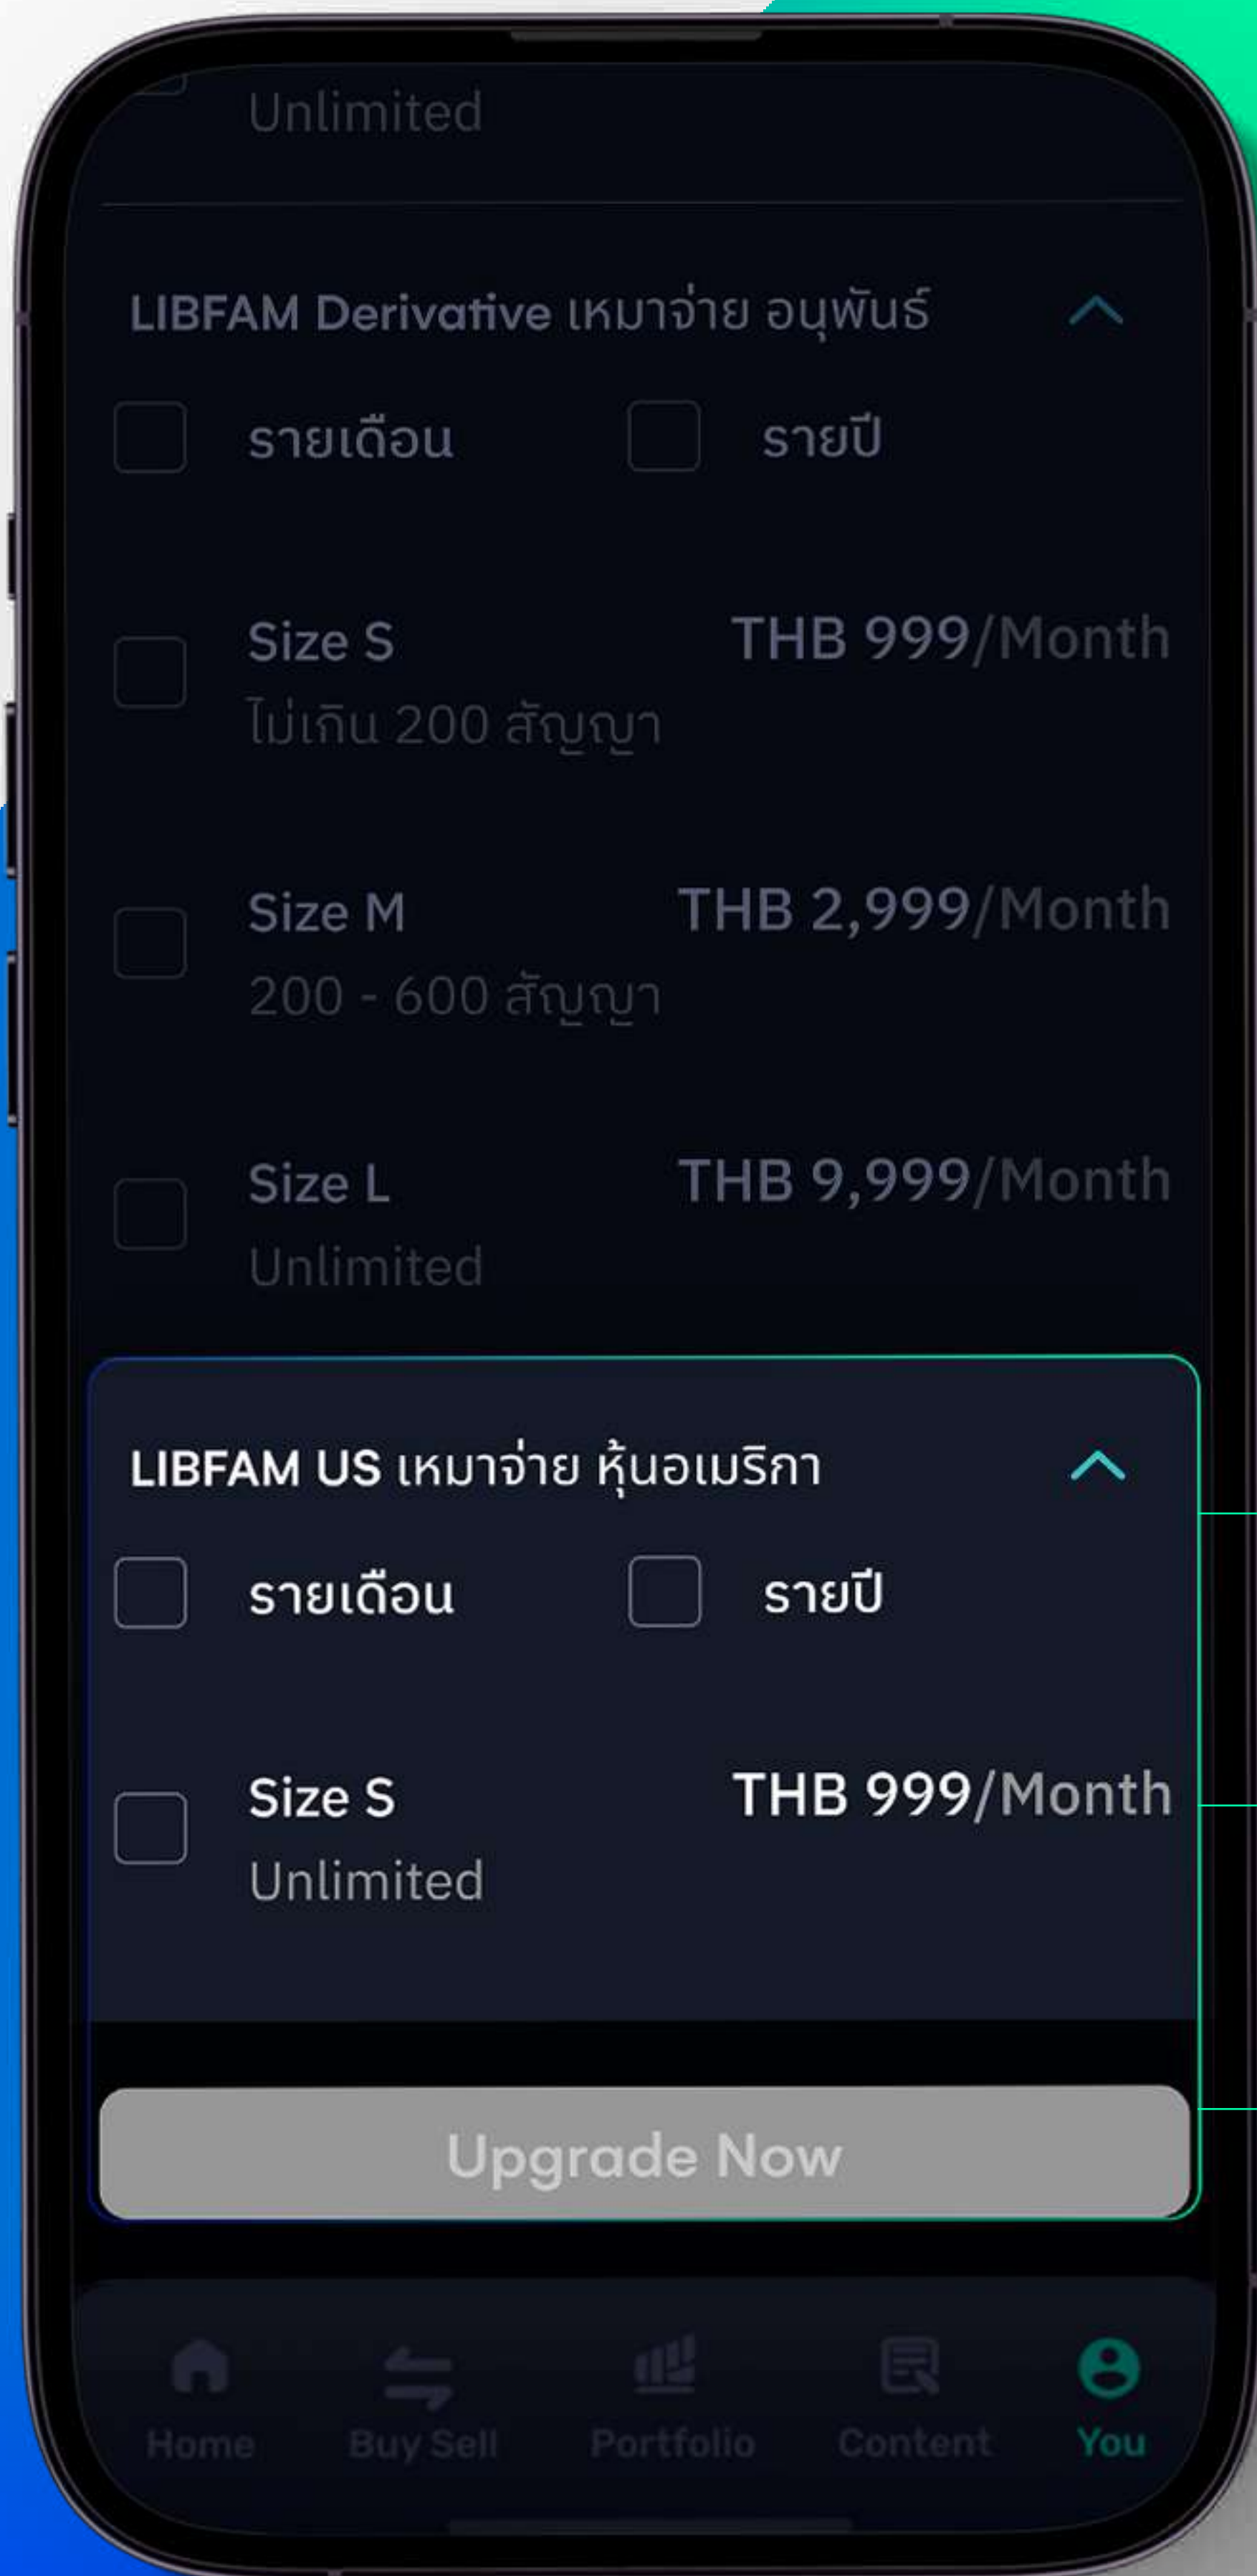 Unlimited
LIBFAM Derivative เหมาจ่าย อนุพันธ์
รายเดือน รายปี
Size S THB 999/Month
ไม่เกิน 200 สัญญา
Size M THB 2,999/Month
200 - 600 สัญญา
Size L THB 9,999/Month
Unlimited
LIBFAM US เหมาจ่าย หุ้นอเมริกา
รายเดือน รายปี
Size S THB 999/Month
Unlimited
Upgrade Now
Home Buy Sell Portfolio Content You